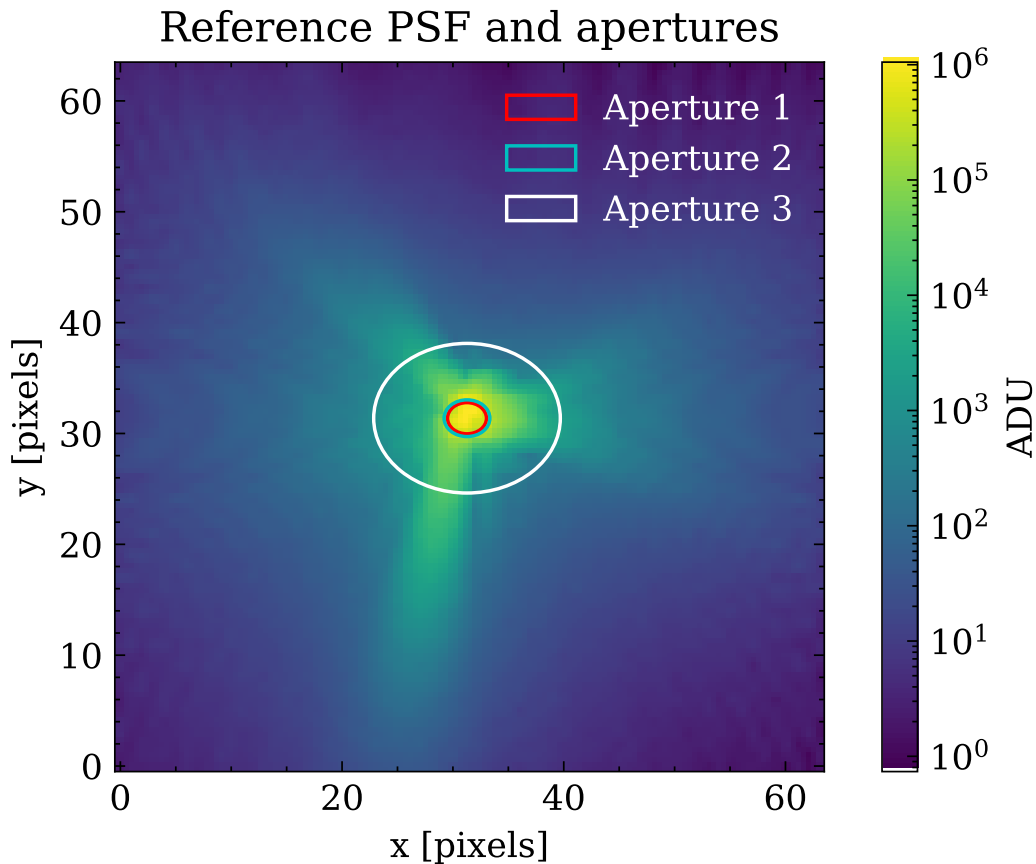 Reference PSF and apertures
Aperture 1
Aperture 2
Aperture 3
60
50
40
30
20
10
0
y [pixels]
0 20 40 60
x [pixels]
10^6
10^5
10^4
10^3
10^2
10^1
10^0
ADU